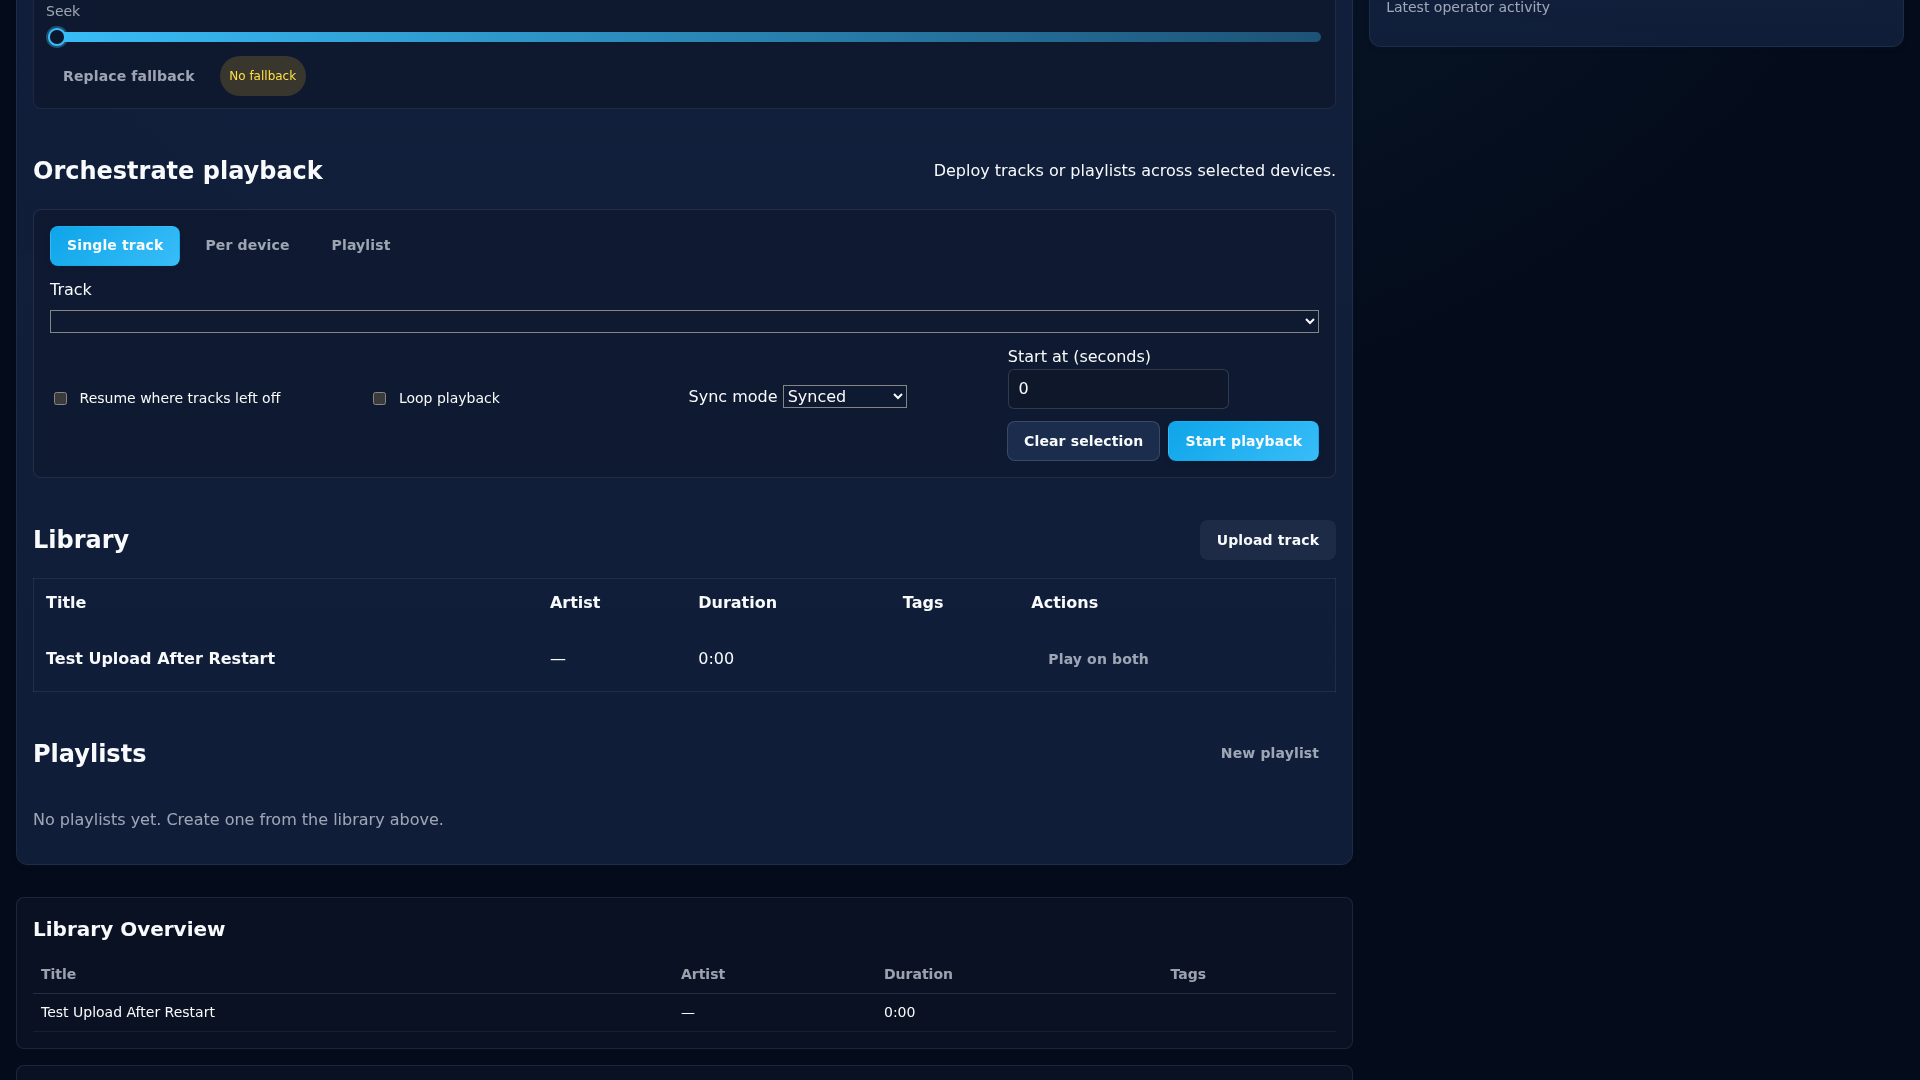 Seek
Latest operator activity
Replace fallback No fallback
Orchestrate playback Deploy tracks or playlists across selected devices.
Single track Per device Playlist
Track
Start at (seconds)
0
Resume where tracks left off Loop playback Sync mode Synced
Clear selection Start playback
Library Upload track
Title Artist Duration Tags Actions
Test Upload After Restart — 0:00 Play on both
Playlists New playlist
No playlists yet. Create one from the library above.
Library Overview
Title Artist Duration Tags
Test Upload After Restart — 0:00